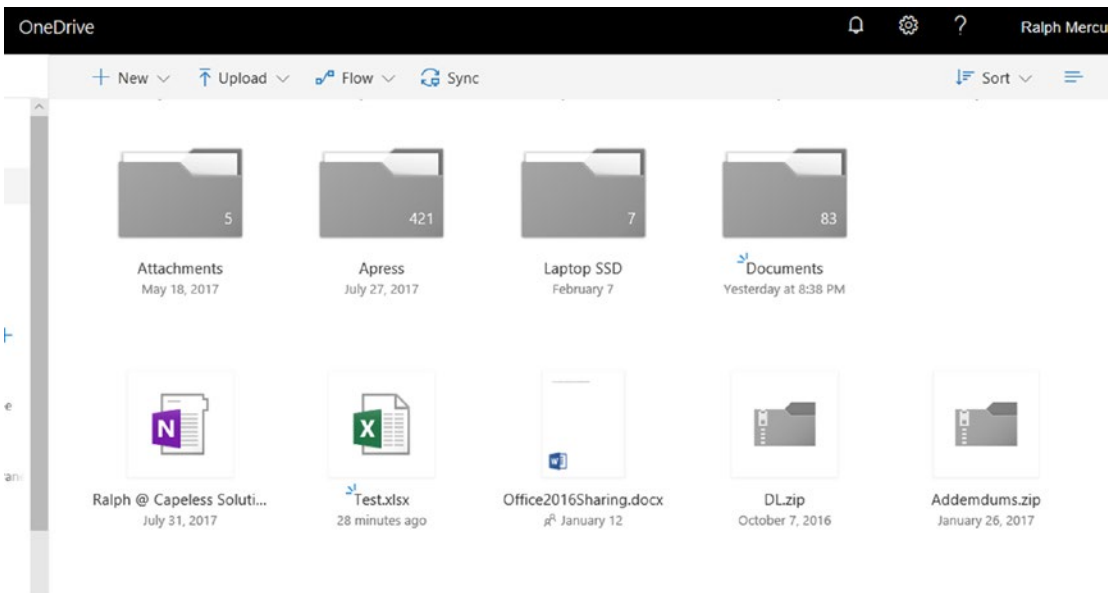 OneDrive ? Ralph Mercu
New Upload Flow Sync Sort
5 421 7 83
Attachments Apress Laptop SSD Documents
May 18, 2017 July 27, 2017 February 7 Yesterday at 8:38 PM
e
N X W
rane
Ralph @ Capeless Soluti... Test.xlsx Office2016Sharing.docx DL.zip Addemdums.zip
July 31, 2017 28 minutes ago January 12 October 7, 2016 January 26, 2017